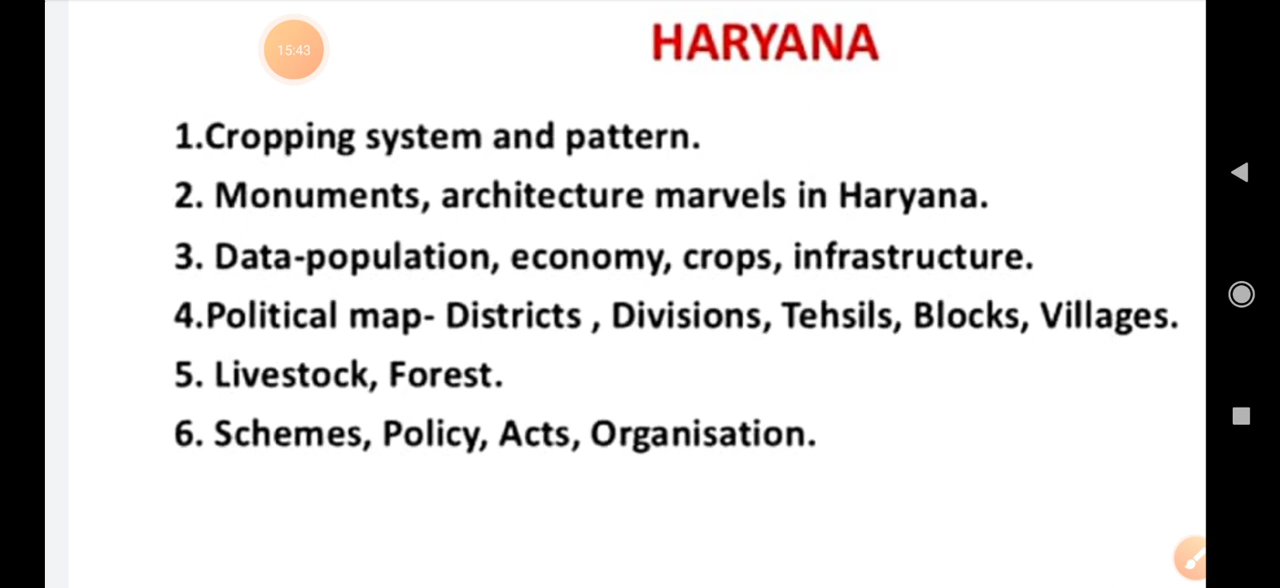 15:43
HARYANA
1.Cropping system and pattern.
2. Monuments, architecture marvels in Haryana.
3. Data-population, economy, crops, infrastructure.
4.Political map- Districts , Divisions, Tehsils, Blocks, Villages.
5. Livestock, Forest.
6. Schemes, Policy, Acts, Organisation.